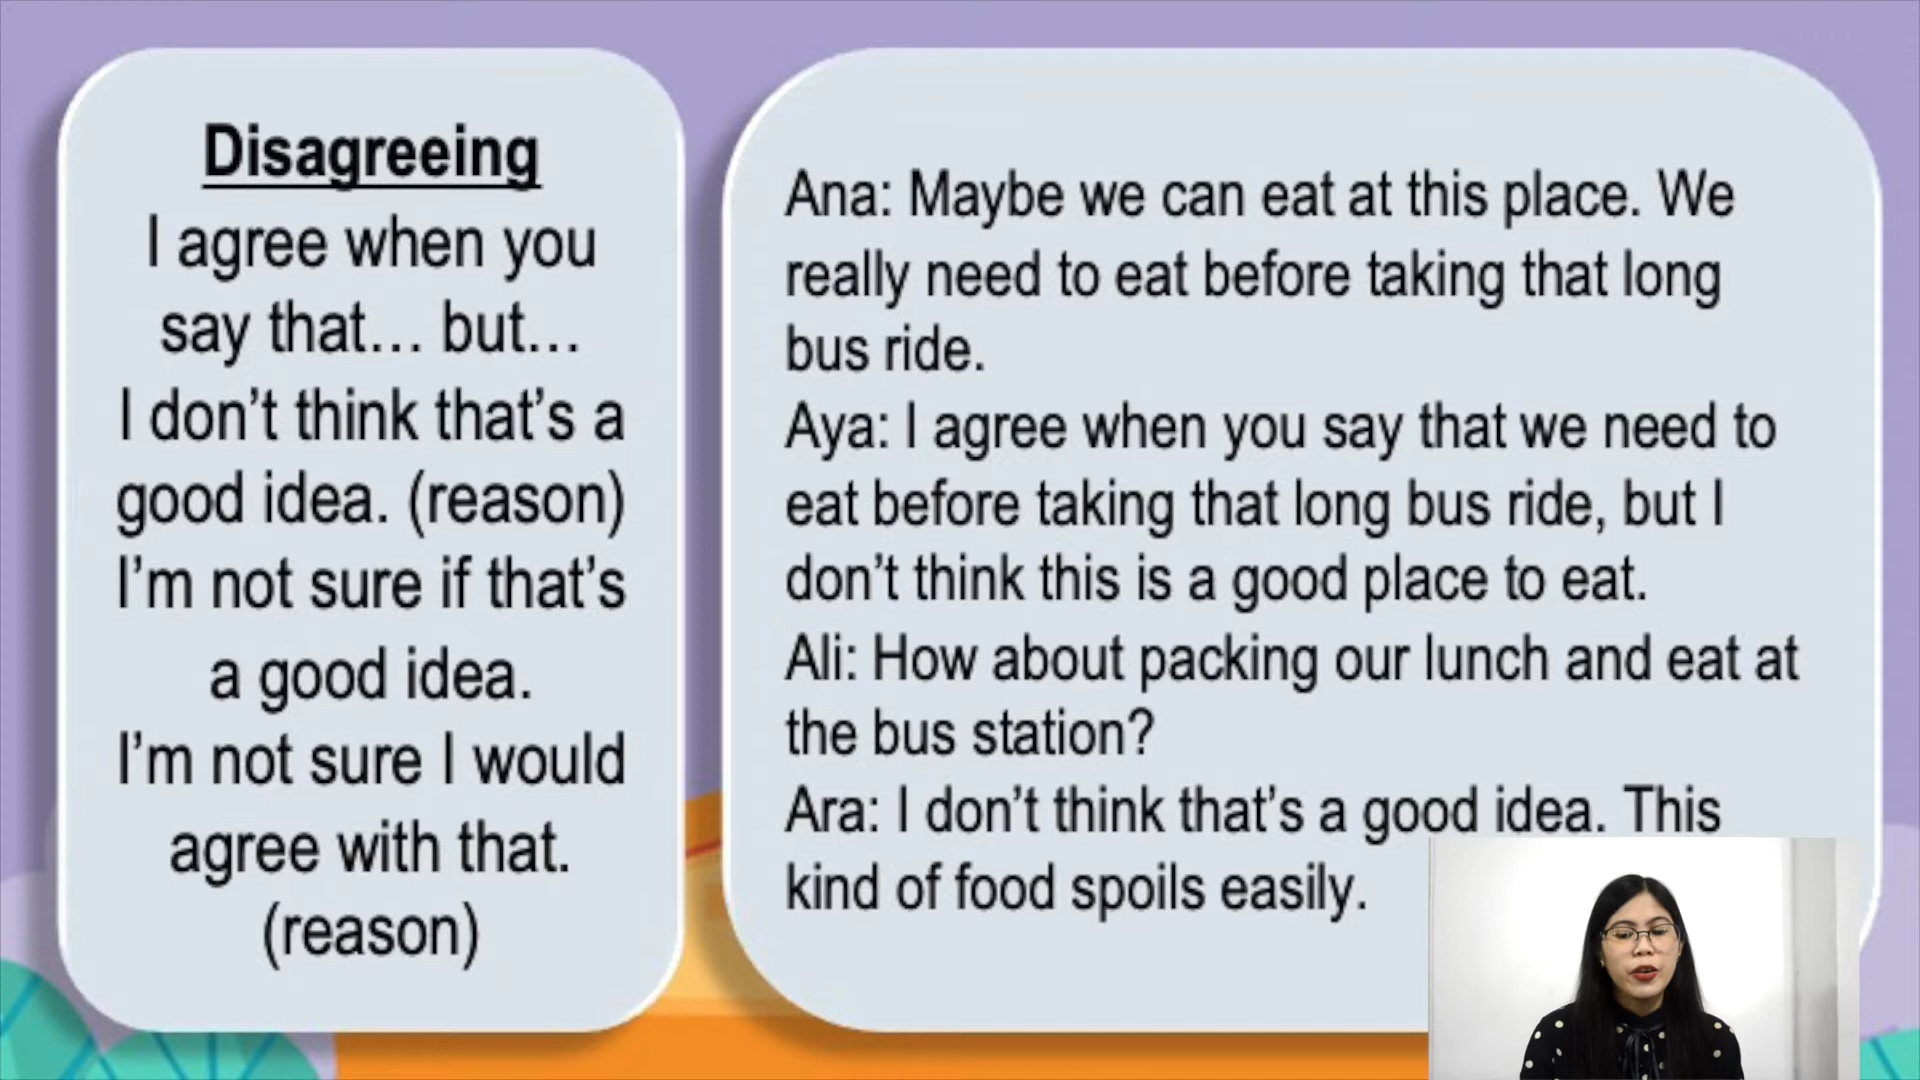 Disagreeing
I agree when you
say that… but…
I don’t think that’s a
good idea. (reason)
I’m not sure if that’s
a good idea.
I’m not sure I would
agree with that.
(reason)
Ana: Maybe we can eat at this place. We
really need to eat before taking that long
bus ride.
Aya: I agree when you say that we need to
eat before taking that long bus ride, but I
don’t think this is a good place to eat.
Ali: How about packing our lunch and eat at
the bus station?
Ara: I don’t think that’s a good idea. This
kind of food spoils easily.